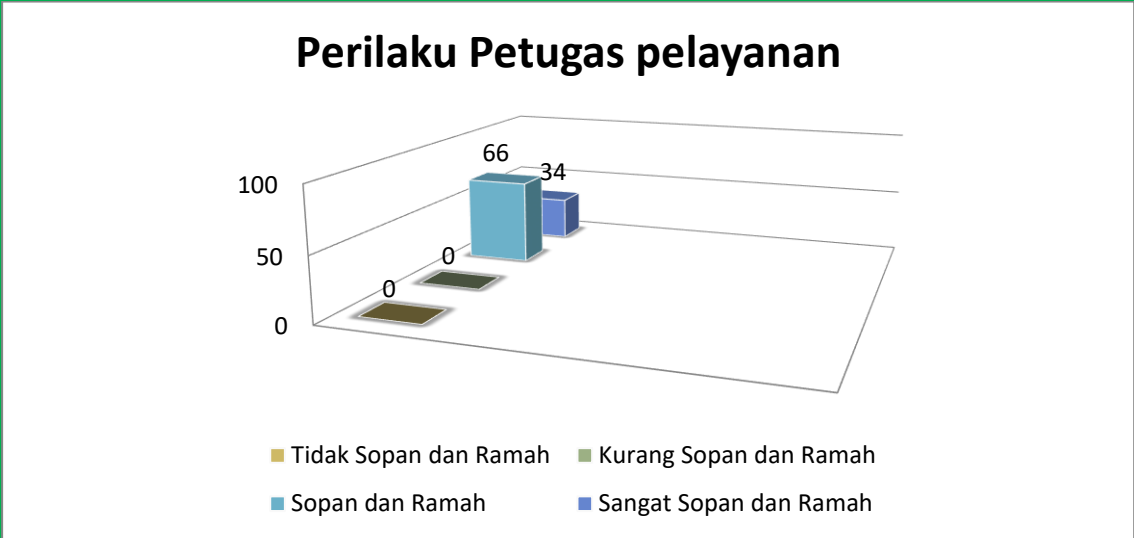 Perilaku Petugas pelayanan
66
34
100
0
50
0
0
Tidak Sopan dan Ramah
Kurang Sopan dan Ramah
Sopan dan Ramah
Sangat Sopan dan Ramah